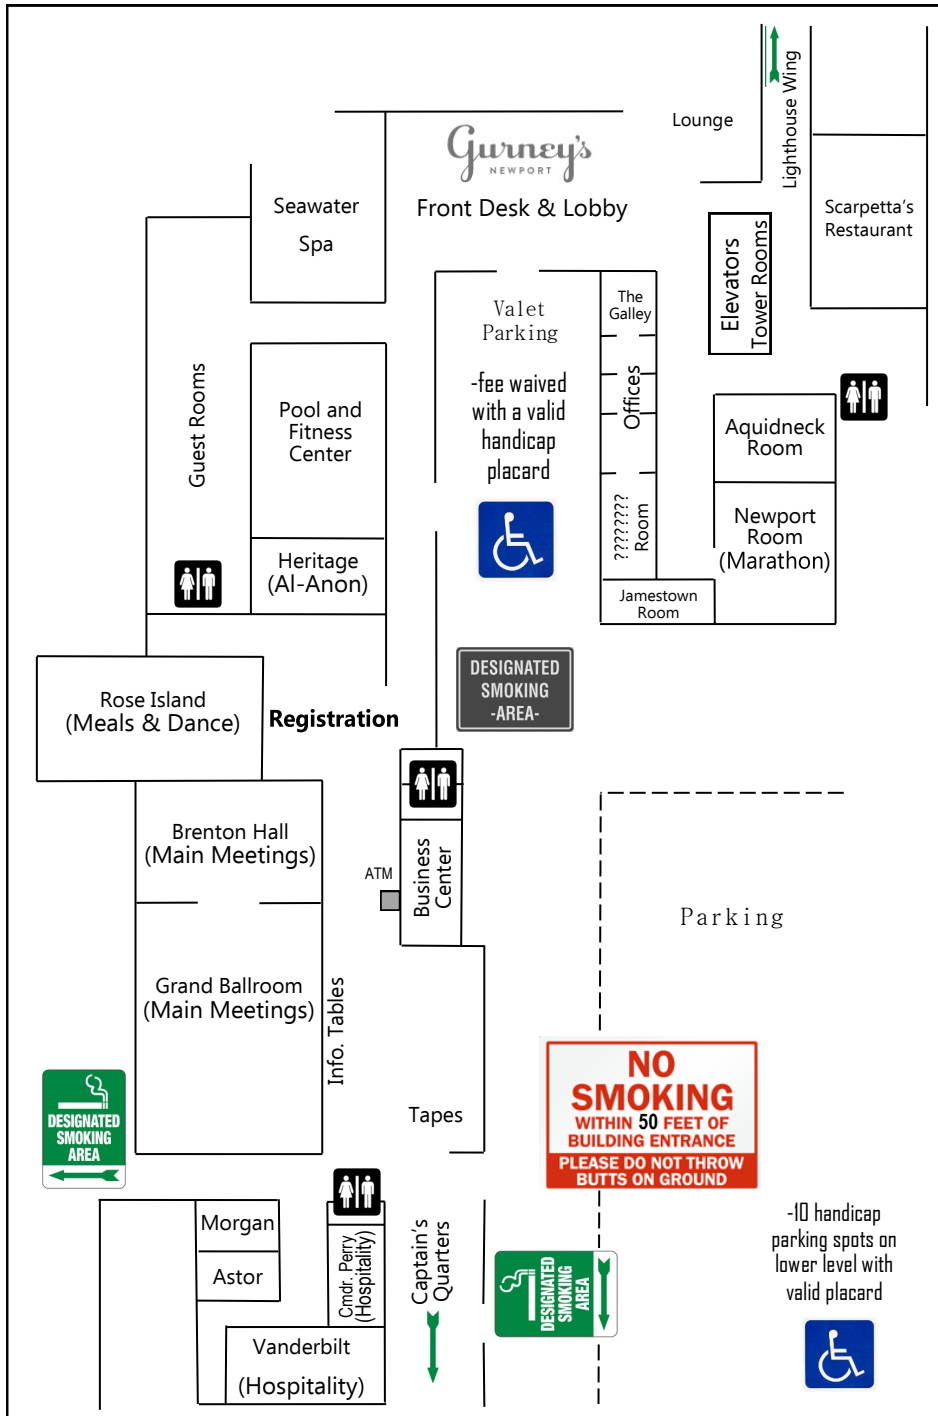 Lounge
Lighthouse Wing
Gurney's
NEWPORT
Front Desk & Lobby
Seawater
Spa
Scarpetta's
Restaurant
Elevators
Tower Rooms
The
Galley
Valet
Parking
-fee waived
with a valid
handicap
placard
Offices
Guest Rooms
Pool and
Fitness
Center
Aquidneck
Room
????????
Room
Newport
Room
(Marathon)
Heritage
(Al-Anon)
Jamestown
Room
DESIGNATED
SMOKING
-AREA-
Rose Island
(Meals & Dance)
Registration
Brenton Hall
(Main Meetings)
ATM
Business
Center
Parking
Grand Ballroom
(Main Meetings)
Info. Tables
Tapes
NO
SMOKING
WITHIN 50 FEET OF
BUILDING ENTRANCE
PLEASE DO NOT THROW
BUTTS ON GROUND
DESIGNATED
SMOKING
AREA
Morgan
Astor
Cmdr. Perry
(Hospitality)
Captain's
Quarters
DESIGNATED
SMOKING
AREA
-10 handicap
parking spots on
lower level with
valid placard
Vanderbilt
(Hospitality)